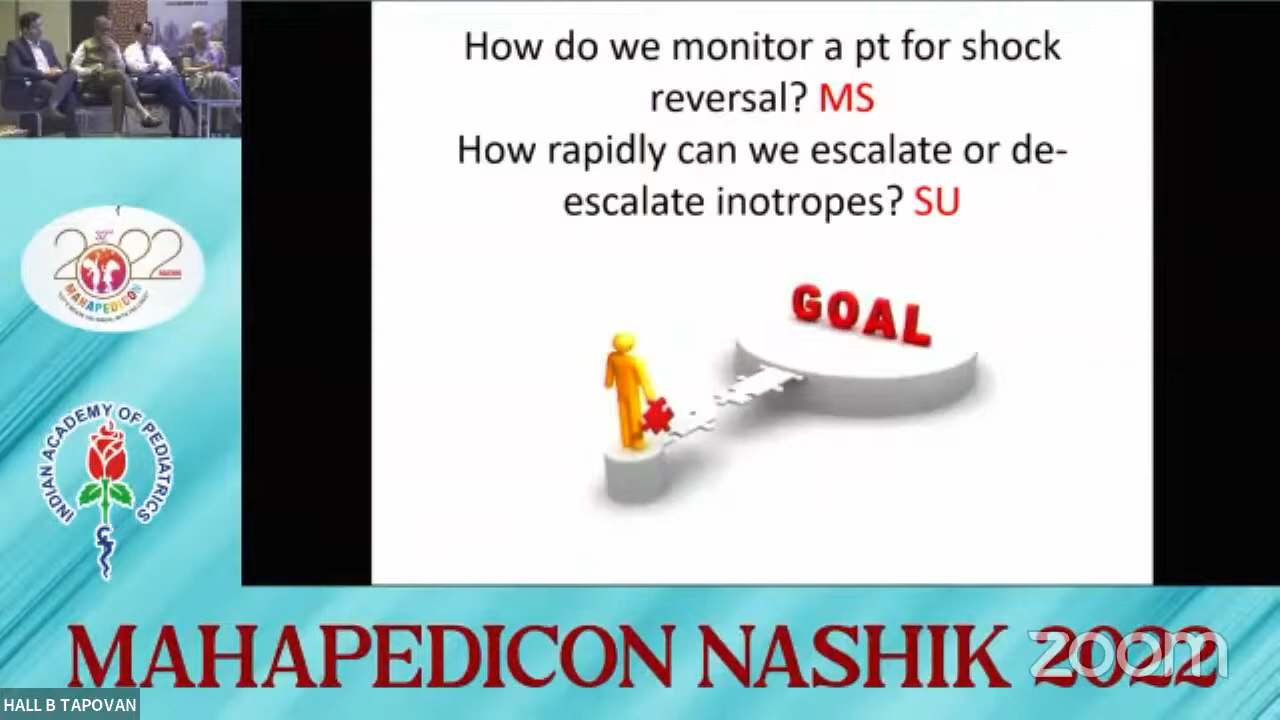 How do we monitor a pt for shock
reversal? MS
How rapidly can we escalate or de-
escalate inotropes? SU
GOAL
2022
MAHAPEDICON
INDIAN ACADEMY OF PEDIATRICS
MAHAPEDICON NASHIK 2022
zoom
HALL B TAPOVAN